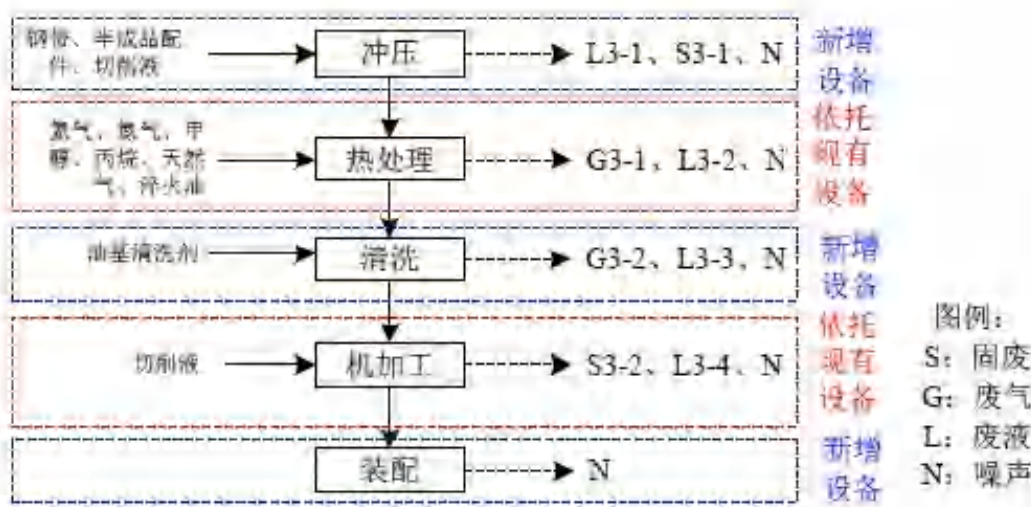 钢带、半成品配
件、切削液
冲压
L3-1、S3-1、N
新增
设备
氮气、氨气、甲
醇、丙烷、天然
气、淬火油
热处理
G3-1、L3-2、N
依托
现有
设备
油基清洗剂
清洗
G3-2、L3-3、N
新增
设备
切削液
机加工
S3-2、L3-4、N
依托
现有
设备
装配
N
新增
设备
图例：
S：固废
G：废气
L：废液
N：噪声